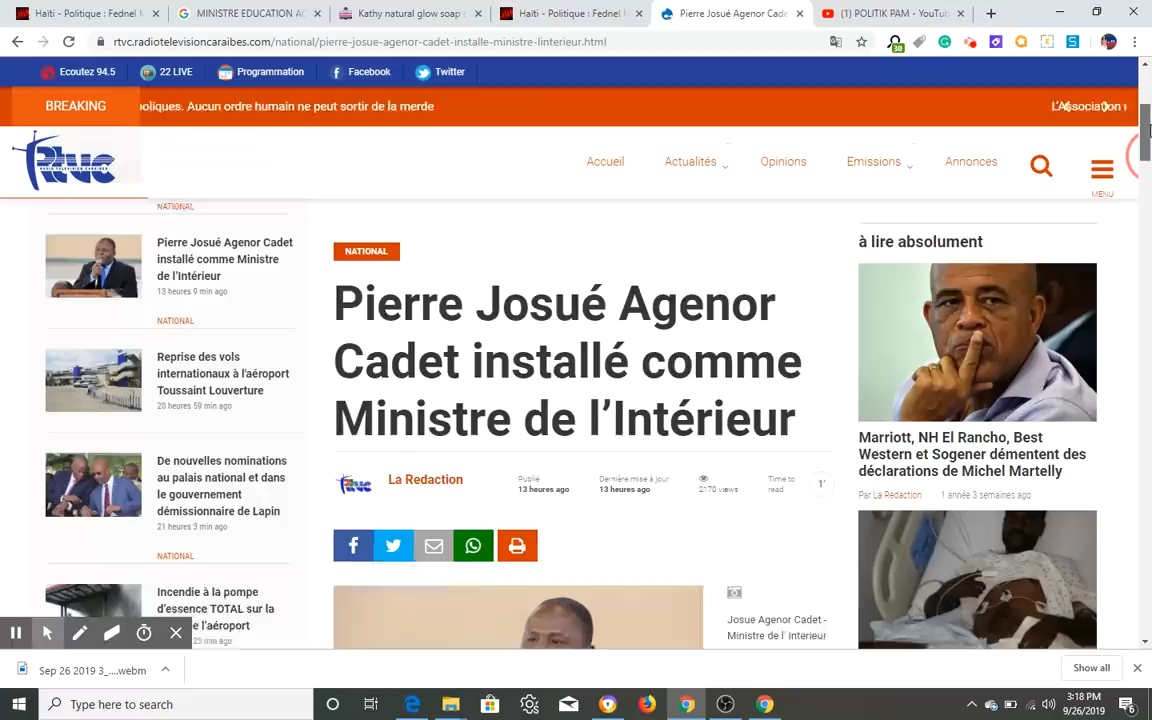 Haïti - Politique : Fednel M
MINISTRE EDUCATION AC
Kathy natural glow soap c
Haïti - Politique : Fednel M
Pierre Josué Agenor Cade
(1) POLITIK PAM - YouTu
rtvc.radiotelevisioncaraibes.com/national/pierre-josue-agenor-cadet-installe-ministre-linterieur.html
30
Ecoutez 94.5
22 LIVE
Programmation
Facebook
Twitter
BREAKING
boliques. Aucun ordre humain ne peut sortir de la merde
L'Association
RTVC
Accueil
Actualités
Opinions
Emissions
Annonces
MENU
NATIONAL
Pierre Josué Agenor Cadet
installé comme Ministre
de l'Intérieur
13 heures 9 min ago
NATIONAL
Reprise des vols
internationaux à l'aéroport
Toussaint Louverture
20 heures 59 min ago
De nouvelles nominations
au palais national et dans
le gouvernement
démissionnaire de Lapin
21 heures 3 min ago
NATIONAL
Incendie à la pompe
d'essence TOTAL sur la
e l'aéroport
23 min ago
NATIONAL
Pierre Josué Agenor
Cadet installé comme
Ministre de l'Intérieur
La Redaction
Publié
13 heures ago
Dernière mise à jour
13 heures ago
2170 views
Time to
read
1'
Josue Agenor Cadet -
Ministre de l' Interieur
à lire absolument
Marriott, NH El Rancho, Best
Western et Sogener démentent des
déclarations de Michel Martelly
Par La Redaction
1 année 3 semaines ago
Sep 26 2019 3_....webm
Show all
Type here to search
3:18 PM
9/26/2019
6